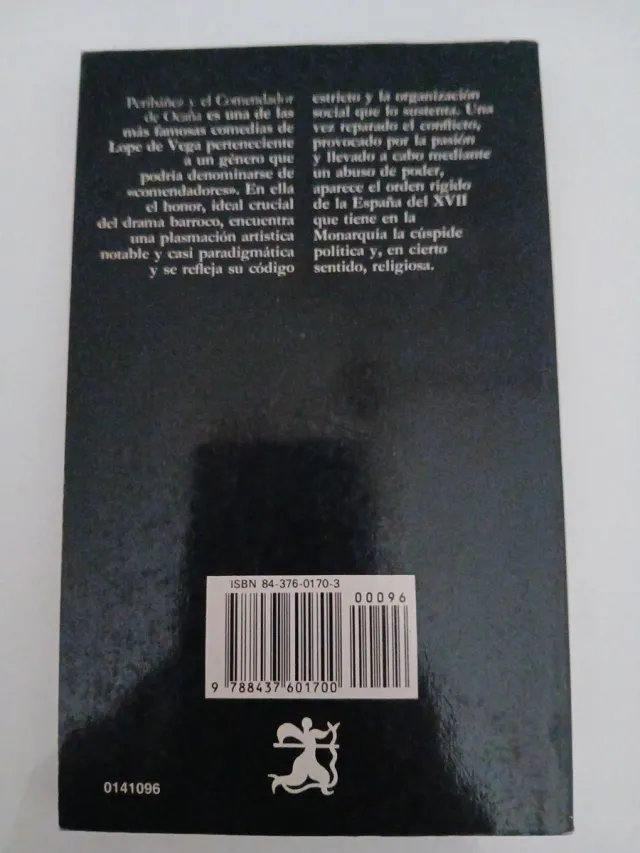 Peribáñez y el Comendador
de Ocaña es una de las
más famosas comedias de
Lope de Vega perteneciente
a un género que
podría denominarse de
«comendadores». En ella
el honor, ideal crucial
del drama barroco, encuentra
una plasmación artística
notable y casi paradigmática
y se refleja su código
estricto y la organización
social que lo sustenta. Una
vez reparado el conflicto,
provocado por la pasión
y llevado a cabo mediante
un abuso de poder,
aparece el orden rígido
de la España del XVII
que tiene en la
Monarquía la cúspide
política y, en cierto
sentido, religiosa.
ISBN 84-376-0170-3
00096
9 788437 601700
0141096